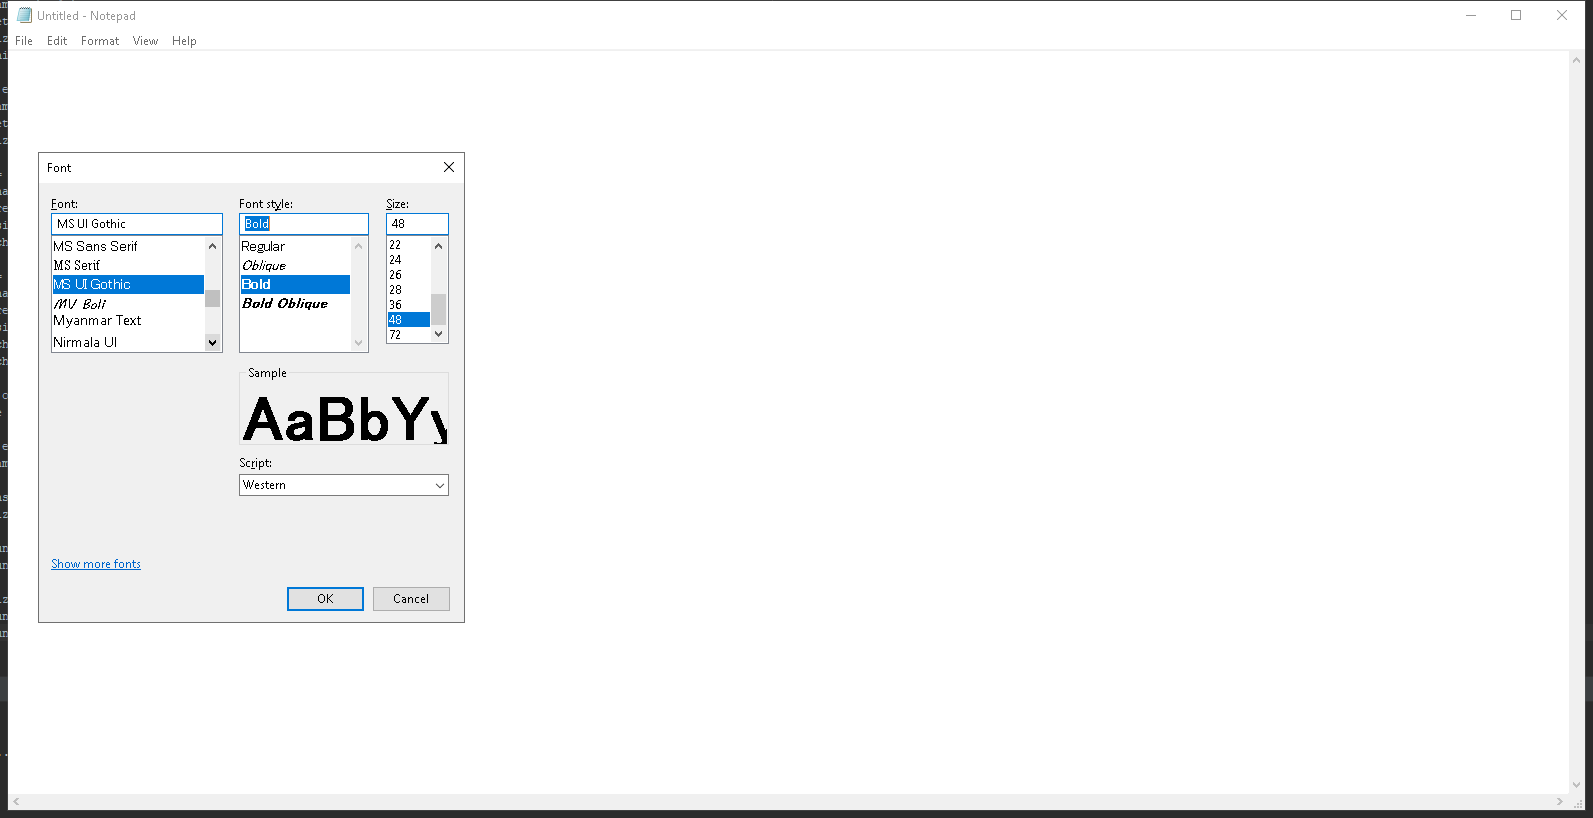 Untitled - Notepad
File Edit Format View Help
Font
Font: Font style: Size:
MS UI Gothic Bold 48
MS Sans Serif Regular 22
MS Serif Oblique 24
MS UI Gothic Bold 26
MV Boli Bold Oblique 28
Myanmar Text 36
Nirmala UI 48
72
Sample
AaBbYy
Script:
Western
Show more fonts
OK Cancel